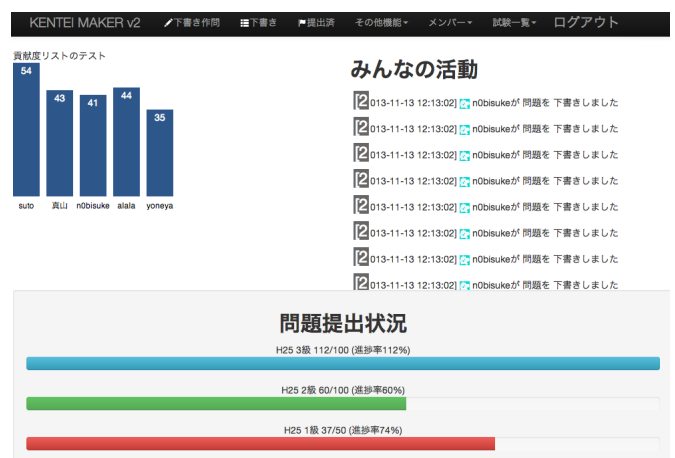 KENTEI MAKER v2 下書き作問 下書き 提出済 その他機能 メンバー 試験一覧 ログアウト
貢献度リストのテスト
54 43 41 44 35
suto 真山 n0bisuke alala yoneya
みんなの活動
[2013-11-13 12:13:02] n0bisukeが 問題を 下書きしました
[2013-11-13 12:13:02] n0bisukeが 問題を 下書きしました
[2013-11-13 12:13:02] n0bisukeが 問題を 下書きしました
[2013-11-13 12:13:02] n0bisukeが 問題を 下書きしました
[2013-11-13 12:13:02] n0bisukeが 問題を 下書きしました
[2013-11-13 12:13:02] n0bisukeが 問題を 下書きしました
[2013-11-13 12:13:02] n0bisukeが 問題を 下書きしました
[2013-11-13 12:13:02] n0bisukeが 問題を 下書きしました
問題提出状況
H25 3級 112/100 (進捗率112%)
H25 2級 60/100 (進捗率60%)
H25 1級 37/50 (進捗率74%)